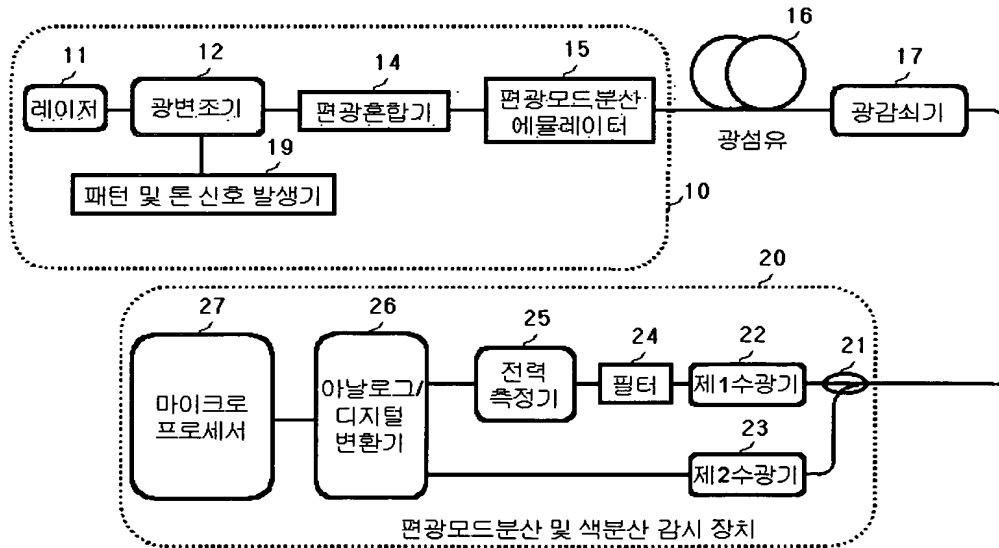 11
레이저
12
광변조기
14
편광혼합기
15
편광모드분산
에뮬레이터
16
광섬유
17
광감쇠기
19
패턴 및 톤 신호 발생기
10
20
27
마이크로
프로세서
26
아날로그/
디지털
변환기
25
전력
측정기
24
필터
22
제1수광기
21
23
제2수광기
편광모드분산 및 색분산 감시 장치